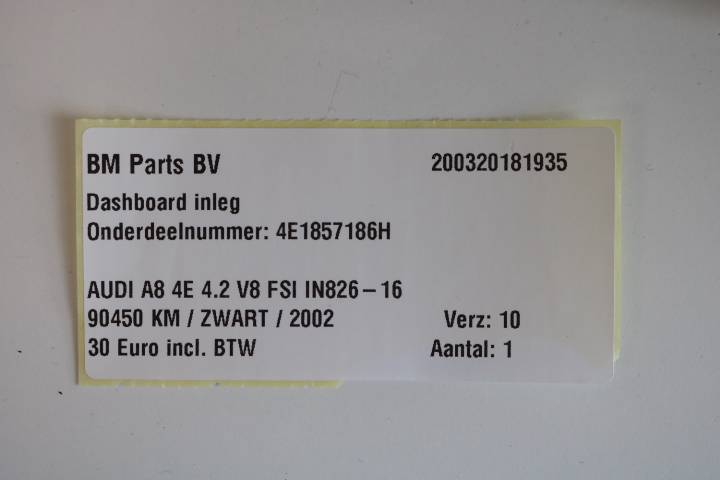 BM Parts BV 200320181935
Dashboard inleg
Onderdeelnummer: 4E1857186H
AUDI A8 4E 4.2 V8 FSI IN826-16
90450 KM / ZWART / 2002 Verz: 10
30 Euro incl. BTW Aantal: 1